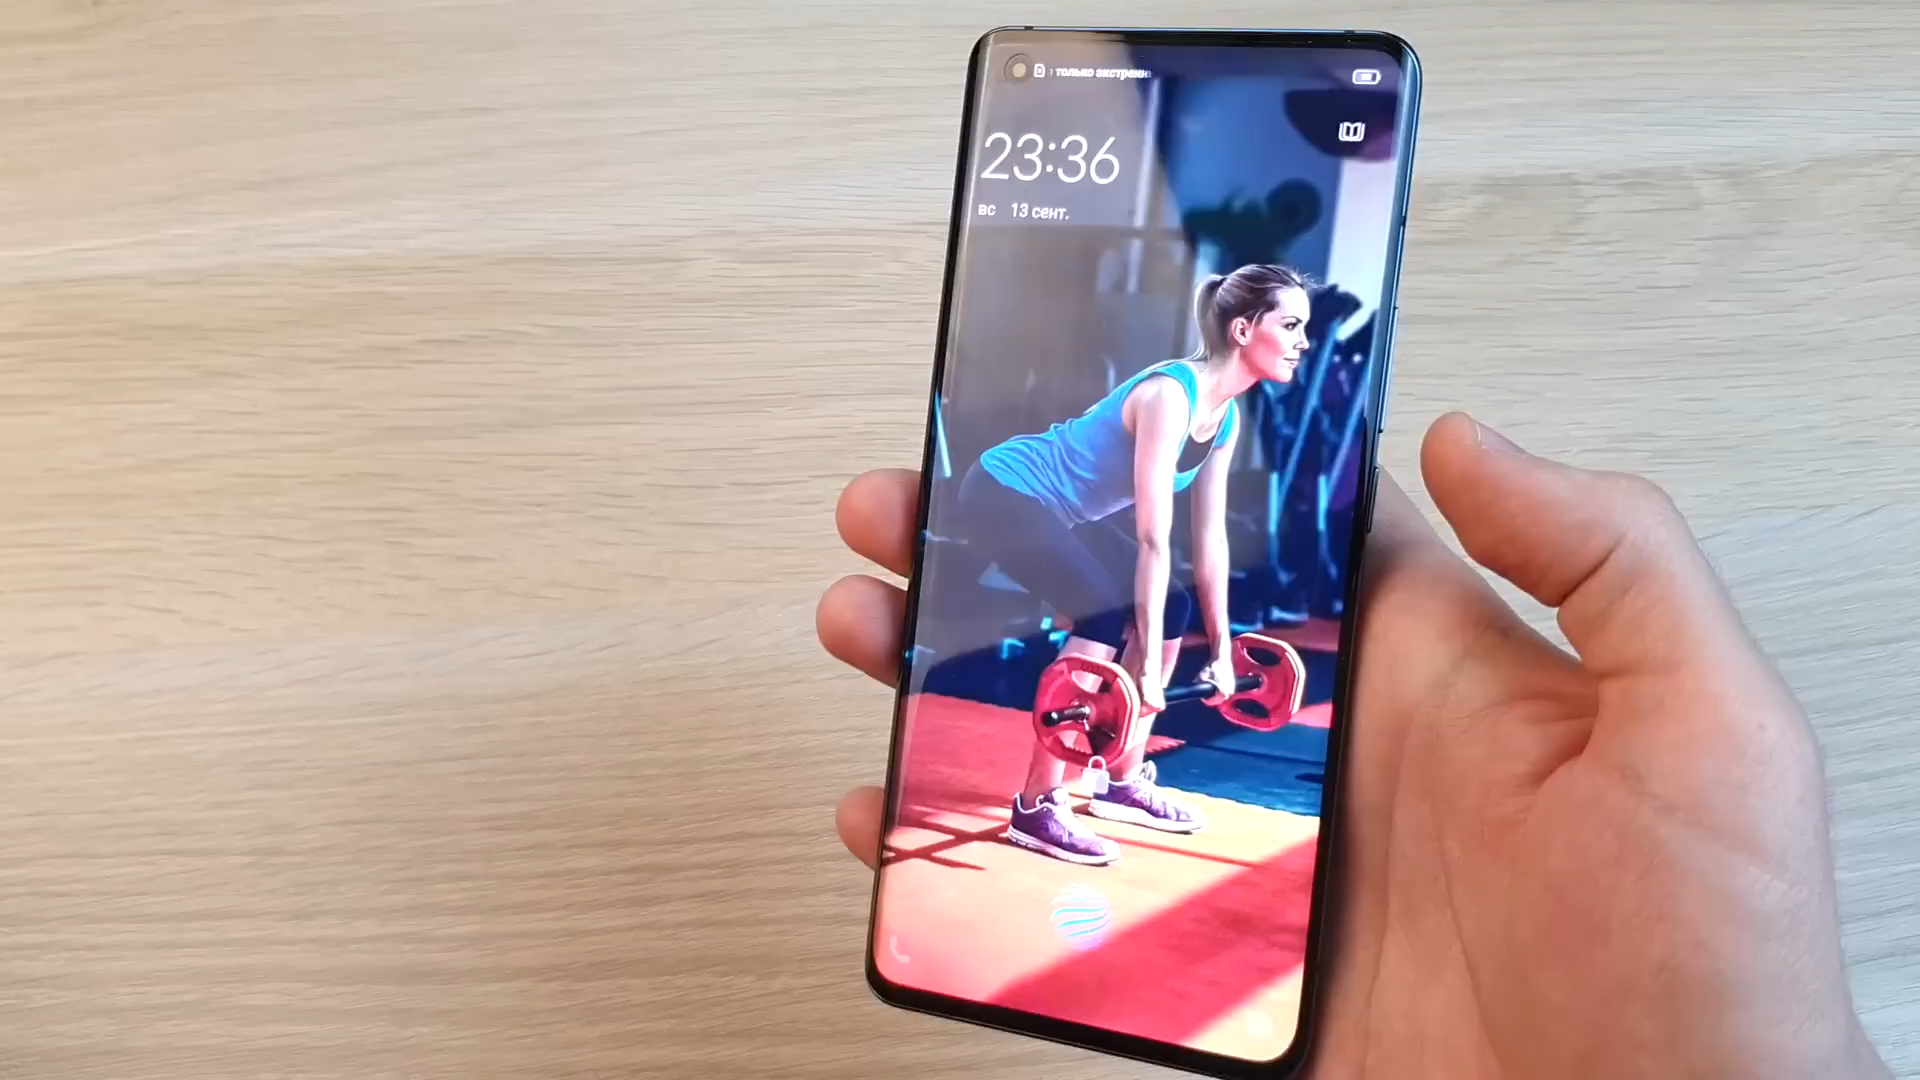 только экстренн
23:36
вс 13 сент.